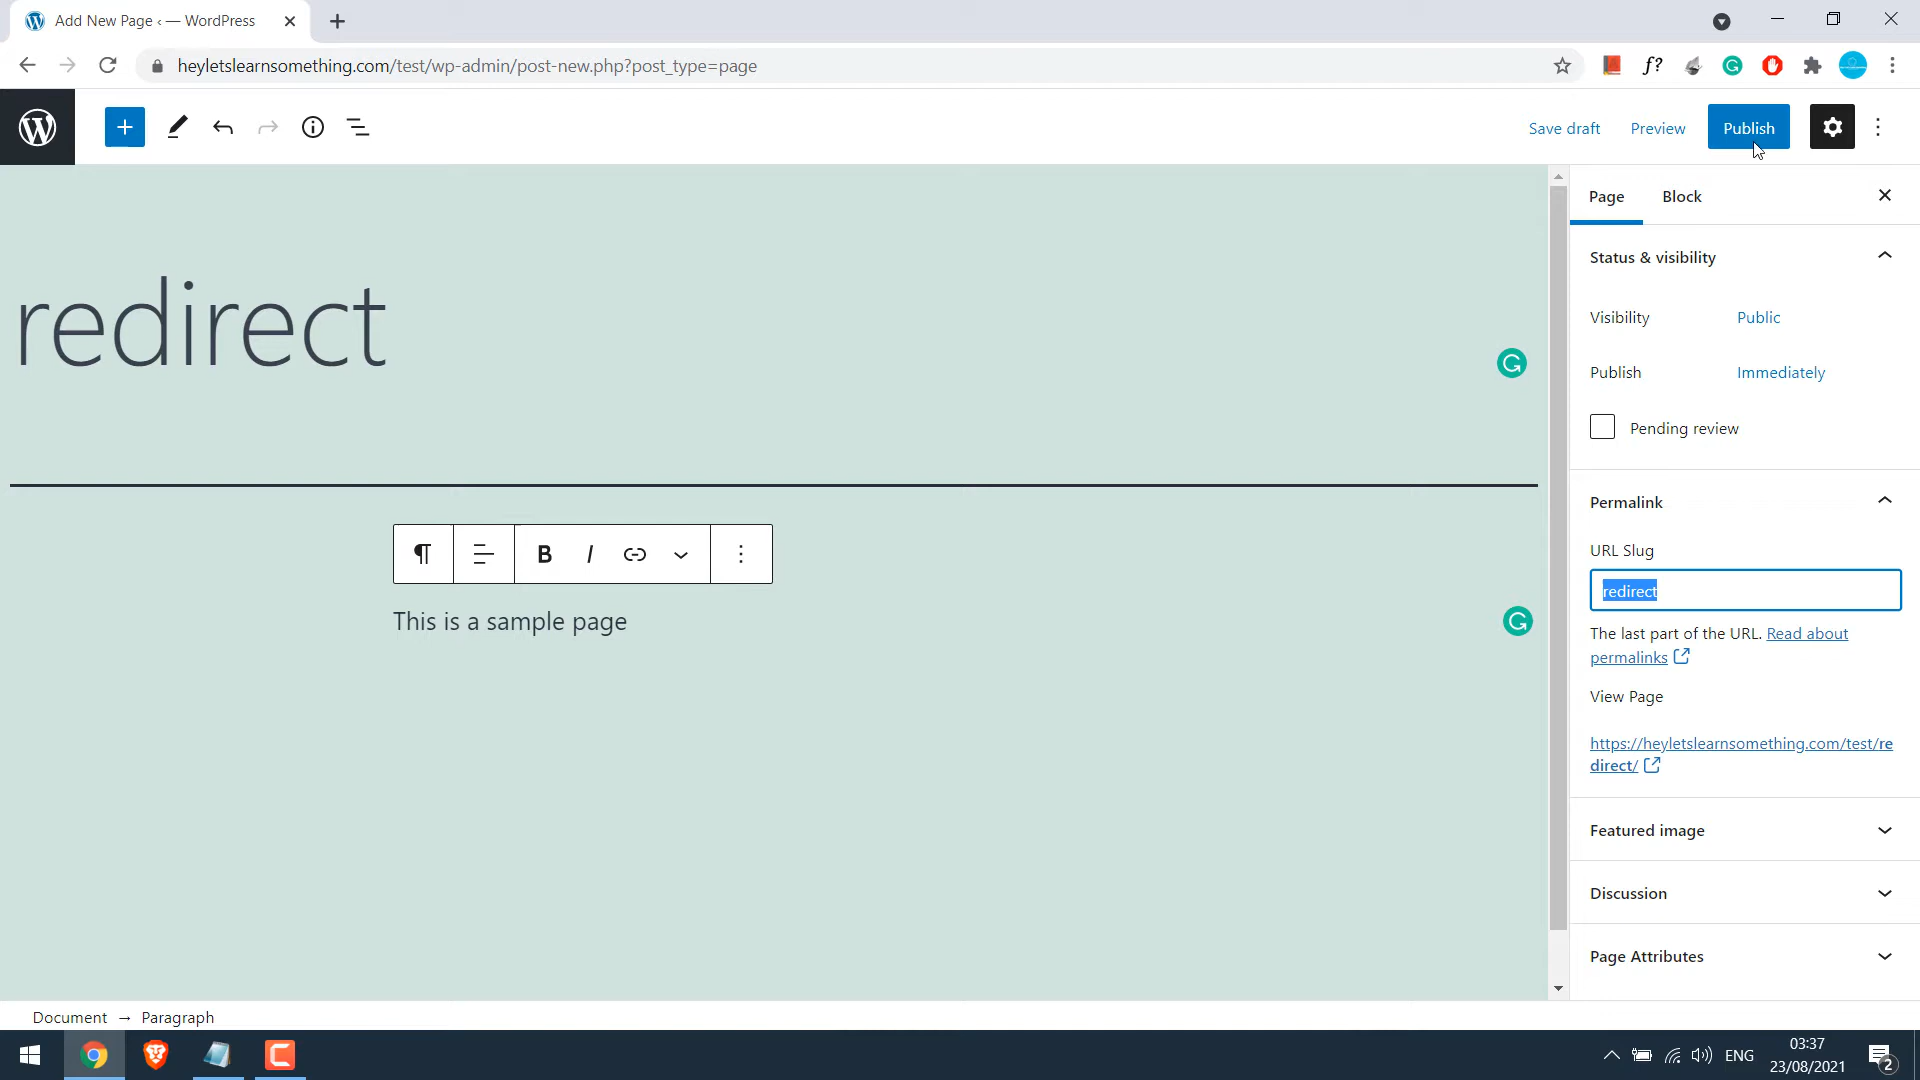 Add New Page ‹ — WordPress
heyletslearnsomething.com/test/wp-admin/post-new.php?post_type=page
f?
Save draft
Preview
Publish
Page
Block
redirect
Status & visibility
Visibility
Public
Publish
Immediately
Pending review
Permalink
URL Slug
redirect
B
I
This is a sample page
The last part of the URL. Read about
permalinks
View Page
https://heyletslearnsomething.com/test/re
direct/
Featured image
Discussion
Page Attributes
Document → Paragraph
ENG
03:37
23/08/2021
2